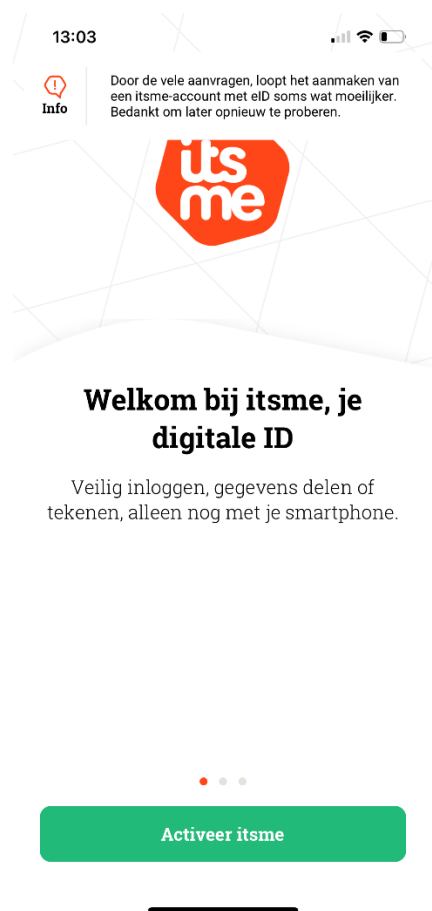 13:03
Info
Door de vele aanvragen, loopt het aanmaken van
een itsme-account met eID soms wat moeilijker.
Bedankt om later opnieuw te proberen.
its
me
Welkom bij itsme, je
digitale ID
Veilig inloggen, gegevens delen of
tekenen, alleen nog met je smartphone.
Activeer itsme